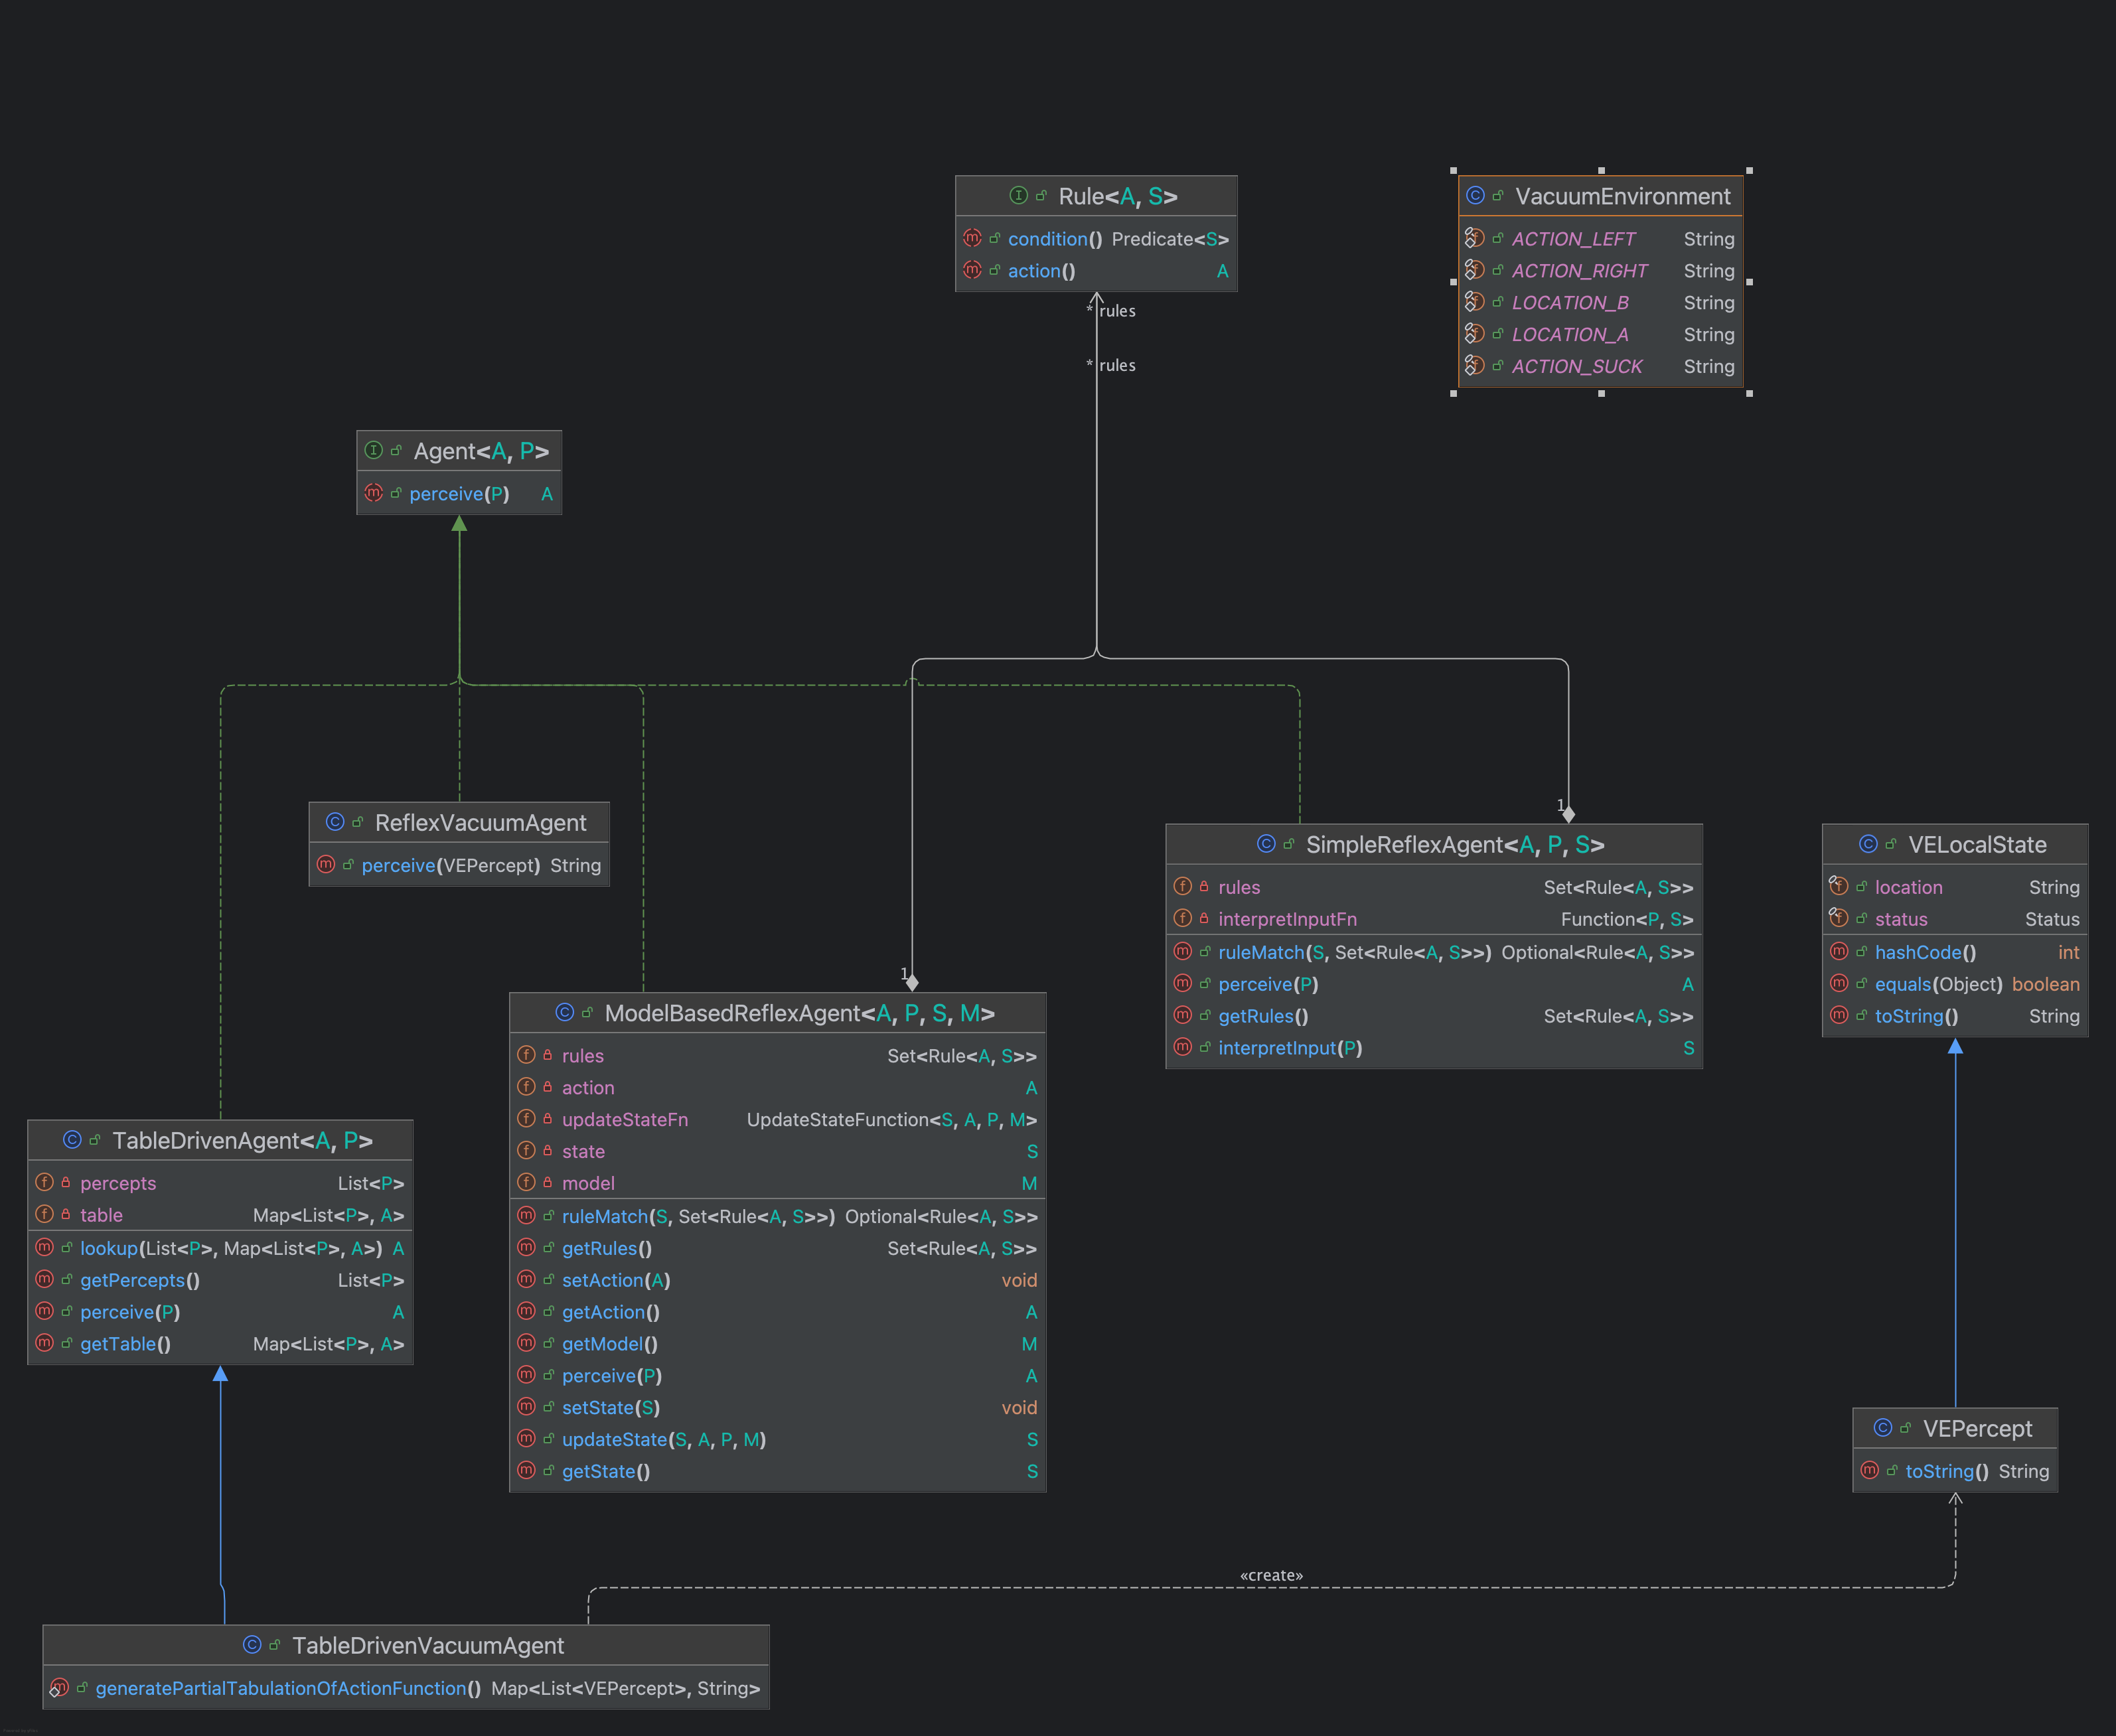 Rule<A, S>
condition() Predicate<S>
action() A
* rules
* rules
VacuumEnvironment
ACTION_LEFT String
ACTION_RIGHT String
LOCATION_B String
LOCATION_A String
ACTION_SUCK String
Agent<A, P>
perceive(P) A
ReflexVacuumAgent
perceive(VEPercept) String
1
SimpleReflexAgent<A, P, S>
rules Set<Rule<A, S>>
interpretInputFn Function<P, S>
ruleMatch(S, Set<Rule<A, S>>) Optional<Rule<A, S>>
perceive(P) A
getRules() Set<Rule<A, S>>
interpretInput(P) S
VELocalState
location String
status Status
hashCode() int
equals(Object) boolean
toString() String
1
ModelBasedReflexAgent<A, P, S, M>
rules Set<Rule<A, S>>
action A
updateStateFn UpdateStateFunction<S, A, P, M>
state S
model M
ruleMatch(S, Set<Rule<A, S>>) Optional<Rule<A, S>>
getRules() Set<Rule<A, S>>
setAction(A) void
getAction() A
getModel() M
perceive(P) A
setState(S) void
updateState(S, A, P, M) S
getState() S
TableDrivenAgent<A, P>
percepts List<P>
table Map<List<P>, A>
lookup(List<P>, Map<List<P>, A>) A
getPercepts() List<P>
perceive(P) A
getTable() Map<List<P>, A>
VEPercept
toString() String
«create»
TableDrivenVacuumAgent
generatePartialTabulationOfActionFunction() Map<List<VEPercept>, String>